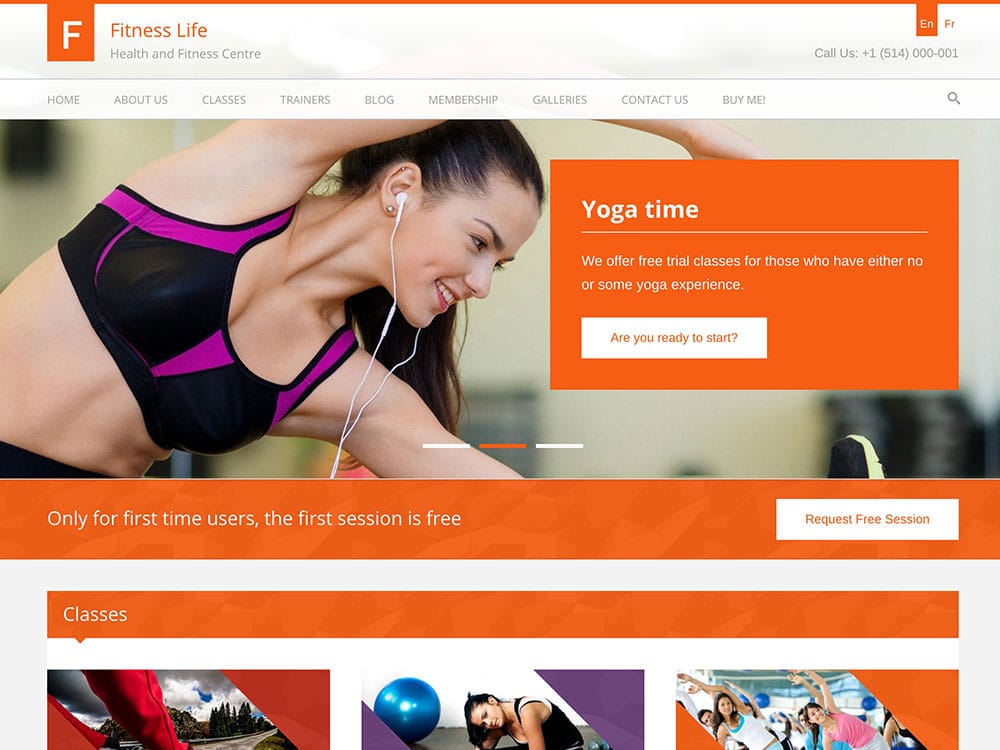 F
Fitness Life
Health and Fitness Centre
En Fr
Call Us: +1 (514) 000-001
HOME ABOUT US CLASSES TRAINERS BLOG MEMBERSHIP GALLERIES CONTACT US BUY ME!
Yoga time
We offer free trial classes for those who have either no
or some yoga experience.
Are you ready to start?
Only for first time users, the first session is free
Request Free Session
Classes